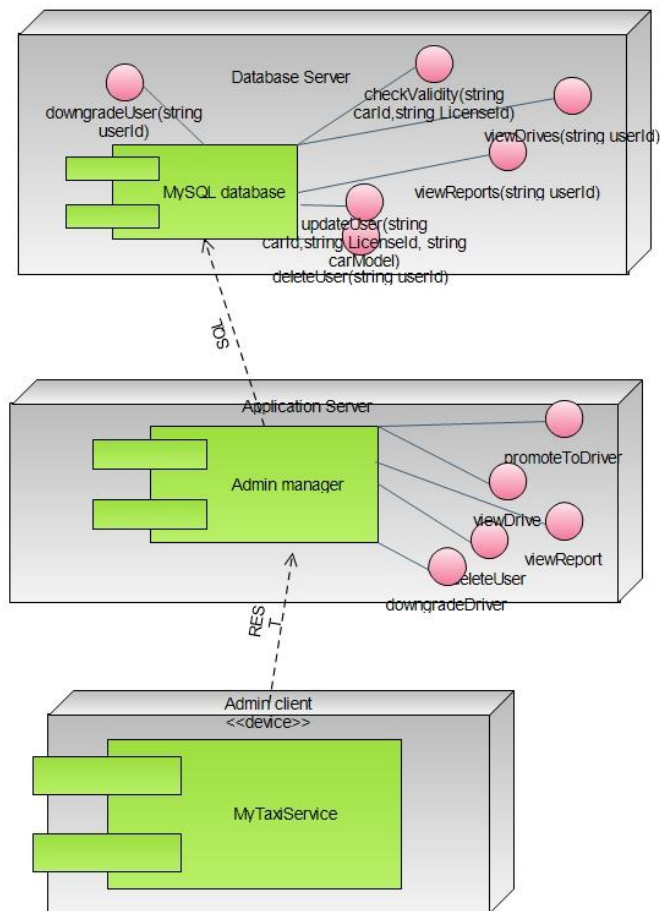 Database Server
downgradeUser(string
userId)
checkValidity(string
carId,string LicenseId)
viewDrives(string userId)
MySQL database
viewReports(string userId)
updateUser(string
carId,string LicenseId, string
carModel)
deleteUser(string userId)
SQL
Application Server
promoteToDriver
Admin manager
viewDrive
viewReport
deleteUser
downgradeDriver
RES
T
Admin client
<<device>>
MyTaxiService